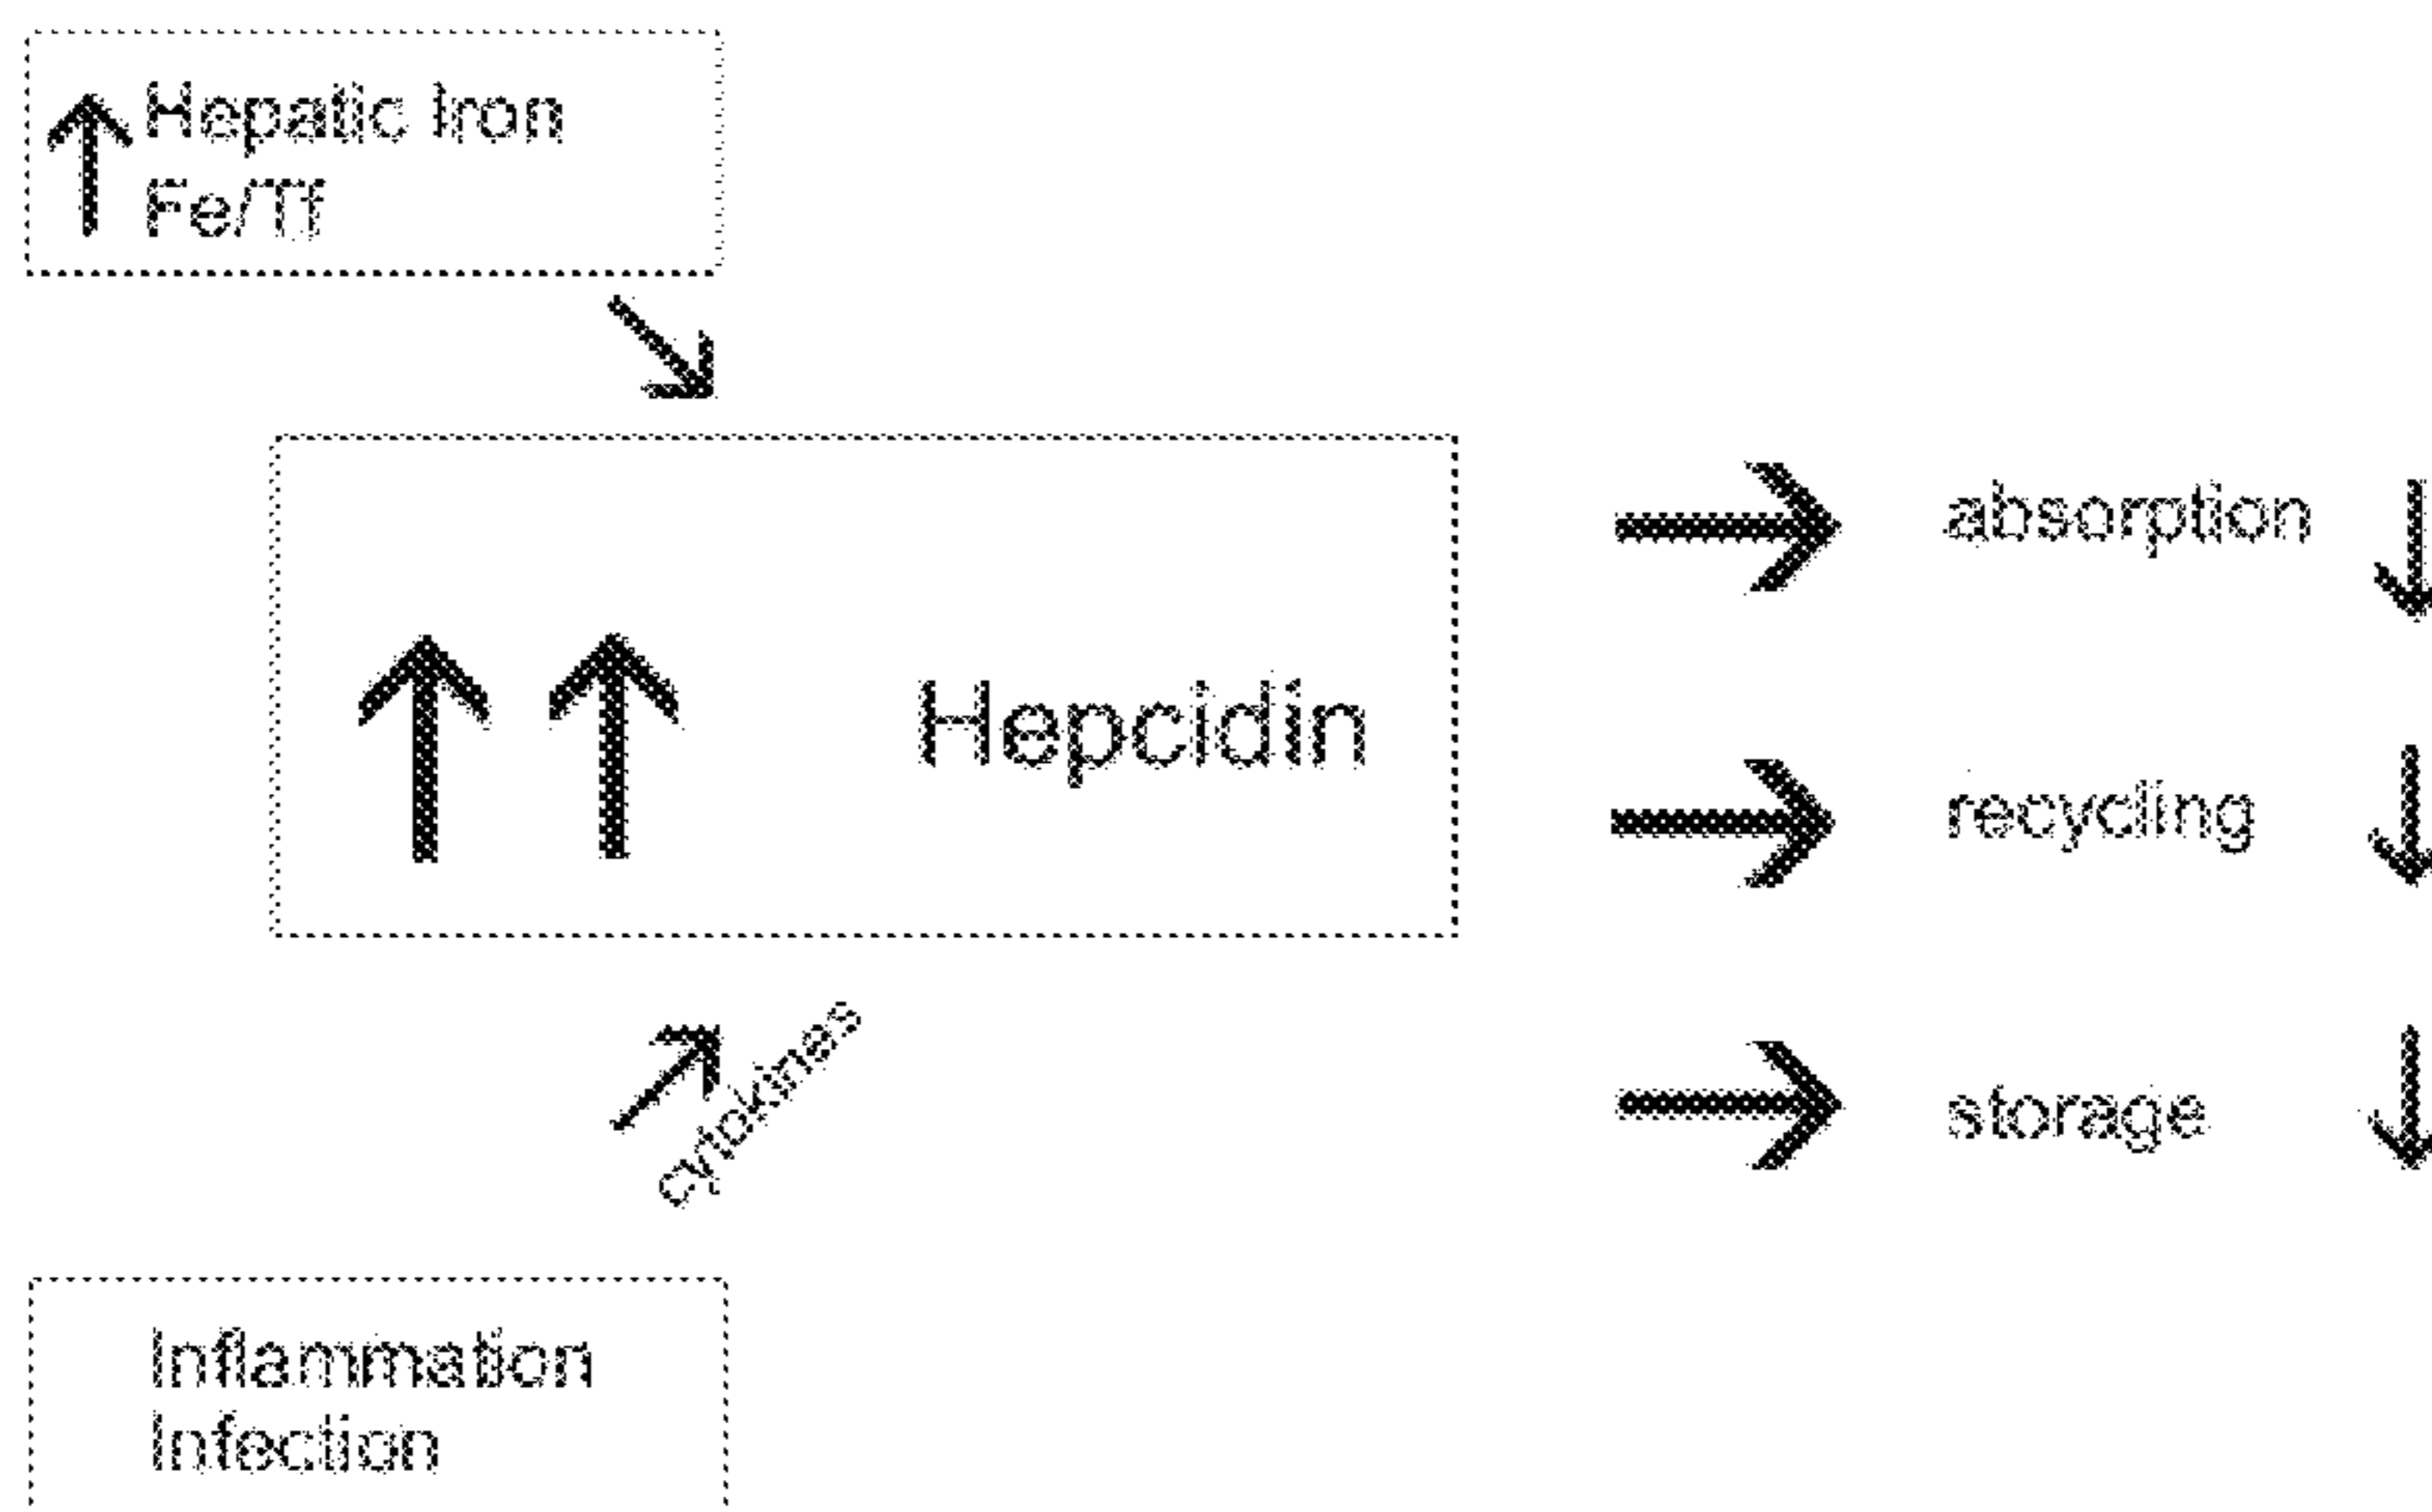 Hepatic Iron
Fe/Tf
Hepcidin
absorption
recycling
storage
cytokines
Inflammation
Infection